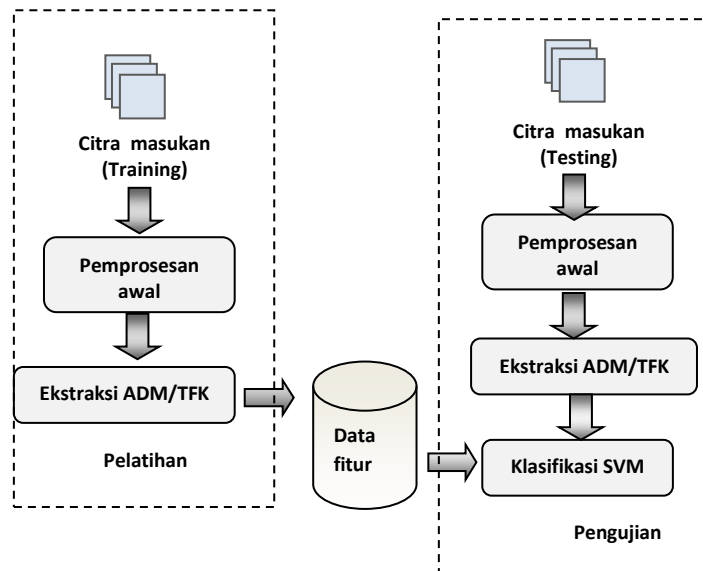 Citra masukan
(Training)
Pemprosesan
awal
Ekstraksi ADM/TFK
Pelatihan
Data
fitur
Citra masukan
(Testing)
Pemprosesan
awal
Ekstraksi ADM/TFK
Klasifikasi SVM
Pengujian